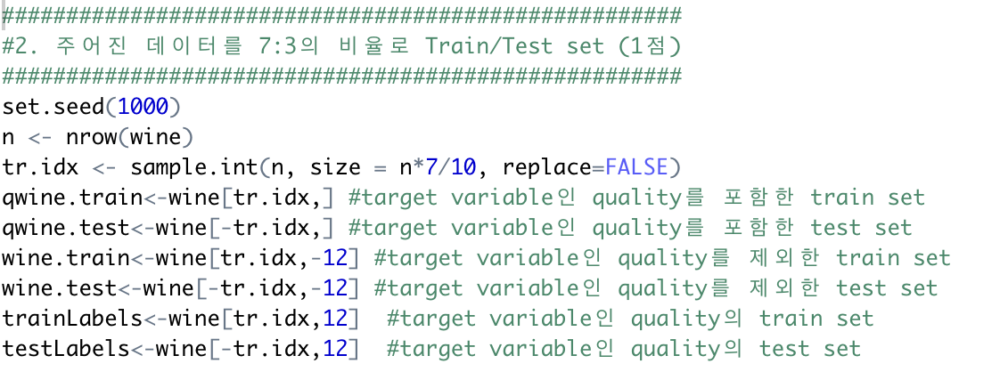 #####################################################
#2. 주어진 데이터를 7:3의 비율로 Train/Test set (1점)
#####################################################
set.seed(1000)
n <- nrow(wine)
tr.idx <- sample.int(n, size = n*7/10, replace=FALSE)
qwine.train<-wine[tr.idx,] #target variable인 quality를 포함한 train set
qwine.test<-wine[-tr.idx,] #target variable인 quality를 포함한 test set
wine.train<-wine[tr.idx,-12] #target variable인 quality를 제외한 train set
wine.test<-wine[-tr.idx,-12] #target variable인 quality를 제외한 test set
trainLabels<-wine[tr.idx,12]  #target variable인 quality의 train set
testLabels<-wine[-tr.idx,12]  #target variable인 quality의 test set